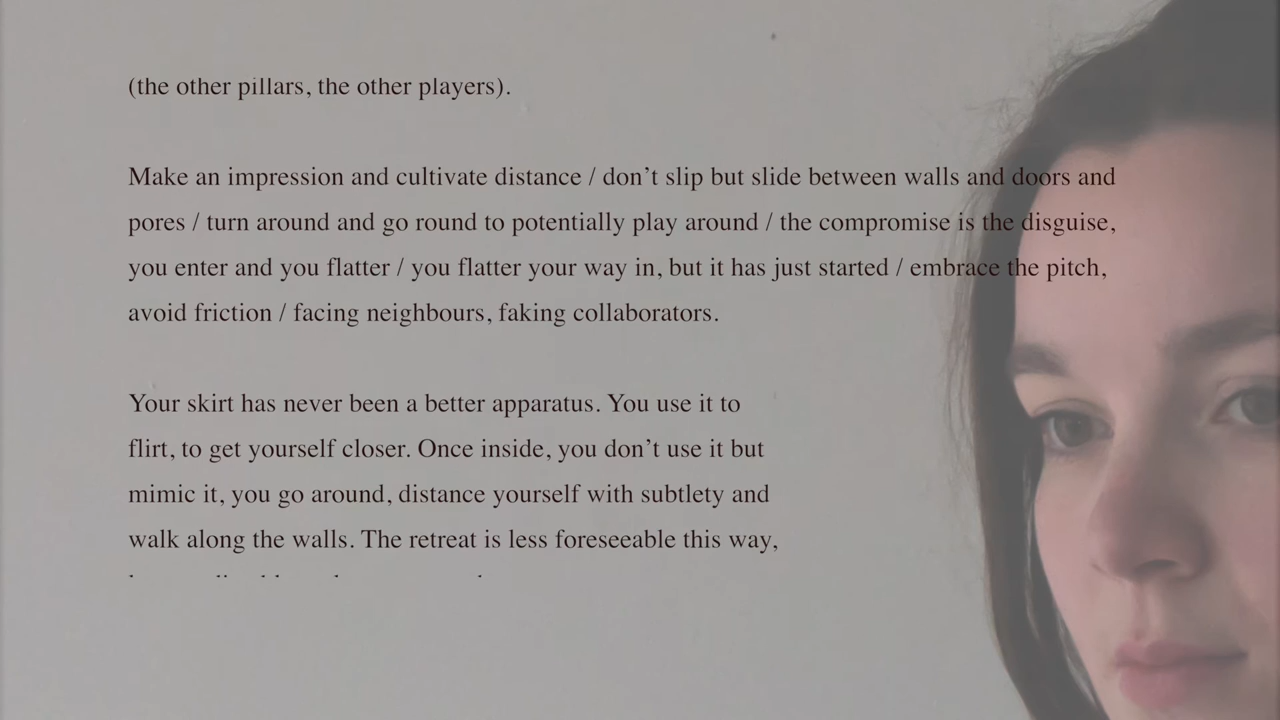 (the other pillars, the other players).
Make an impression and cultivate distance / don’t slip but slide between walls and doors and
pores / turn around and go round to potentially play around / the compromise is the disguise,
you enter and you flatter / you flatter your way in, but it has just started / embrace the pitch,
avoid friction / facing neighbours, faking collaborators.
Your skirt has never been a better apparatus. You use it to
flirt, to get yourself closer. Once inside, you don’t use it but
mimic it, you go around, distance yourself with subtlety and
walk along the walls. The retreat is less foreseeable this way,